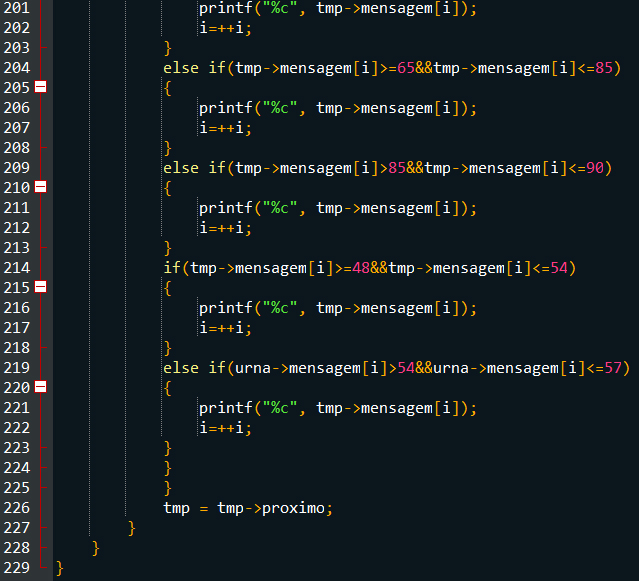 201 printf("%c", tmp->mensagem[i]);
202 i=++i;
203 }
204 else if(tmp->mensagem[i]>=65&&tmp->mensagem[i]<=85)
205 {
206 printf("%c", tmp->mensagem[i]);
207 i=++i;
208 }
209 else if(tmp->mensagem[i]>85&&tmp->mensagem[i]<=90)
210 {
211 printf("%c", tmp->mensagem[i]);
212 i=++i;
213 }
214 if(tmp->mensagem[i]>=48&&tmp->mensagem[i]<=54)
215 {
216 printf("%c", tmp->mensagem[i]);
217 i=++i;
218 }
219 else if(urna->mensagem[i]>54&&urna->mensagem[i]<=57)
220 {
221 printf("%c", tmp->mensagem[i]);
222 i=++i;
223 }
224 }
225 }
226 tmp = tmp->proximo;
227 }
228 }
229 }